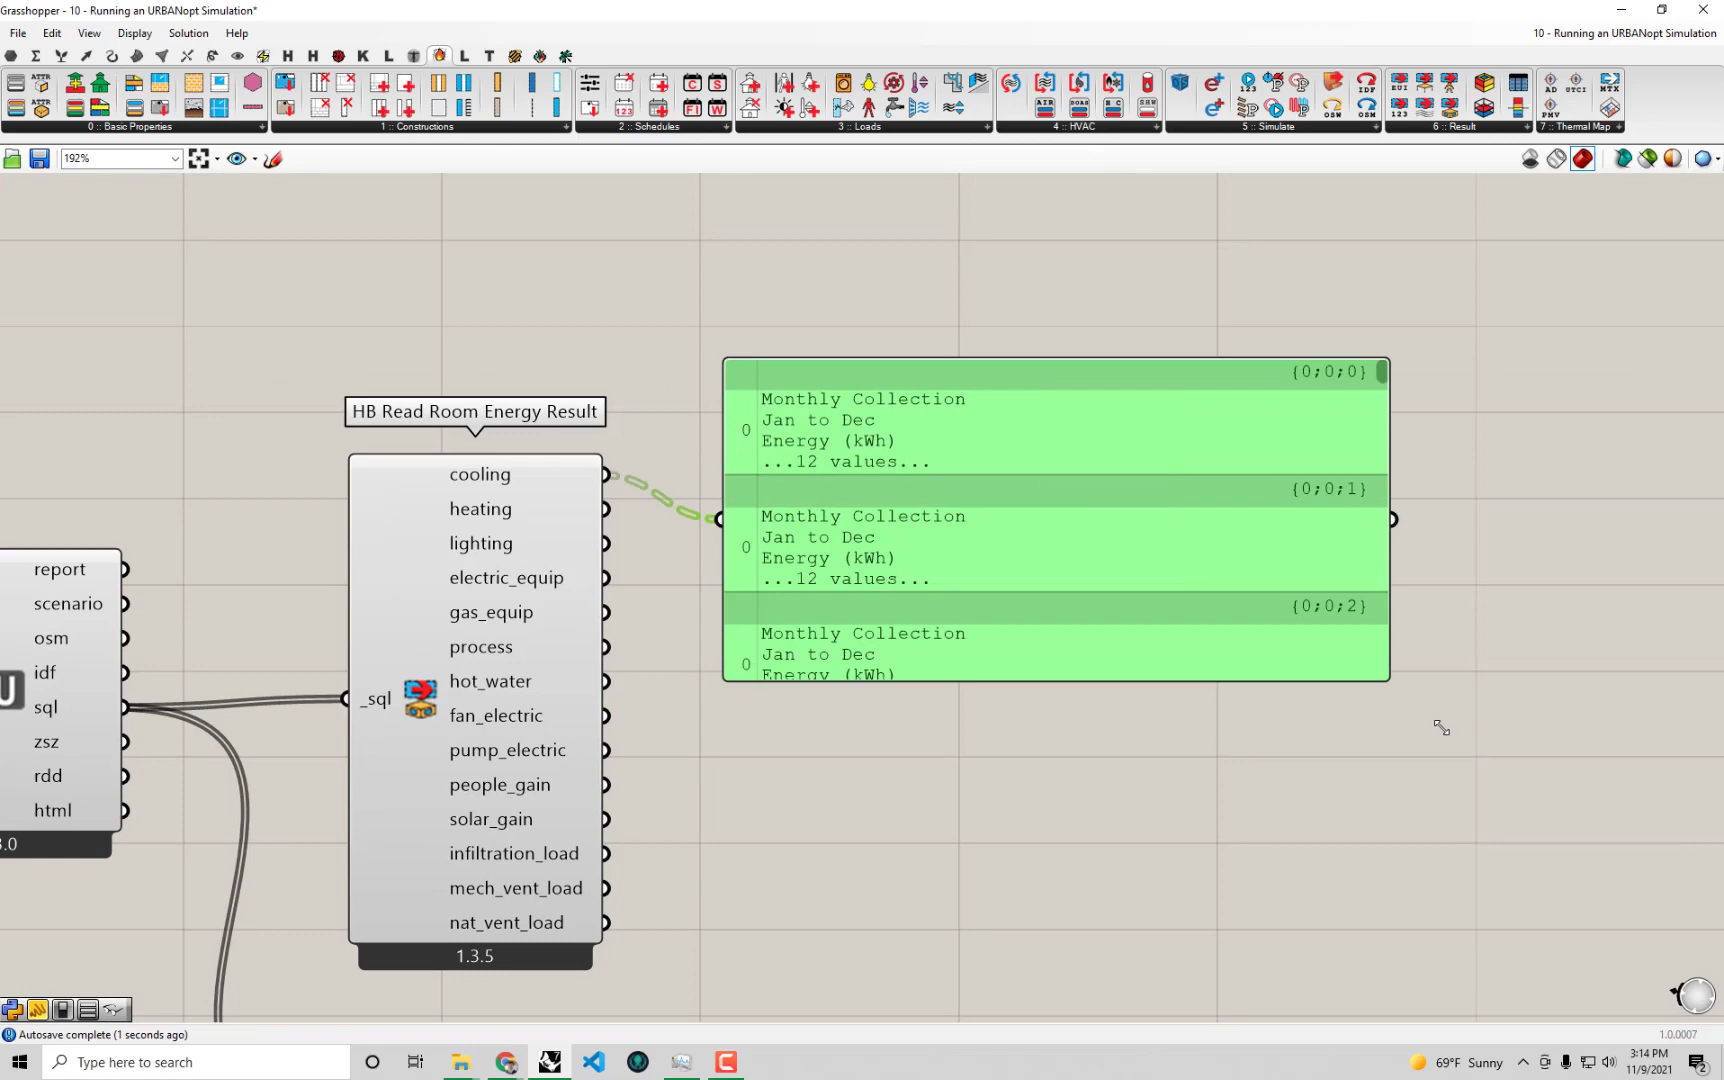 Grasshopper - 10 - Running an URBANopt Simulation*
File Edit View Display Solution Help
10 - Running an URBANopt Simulation
0 :: Basic Properties
1 :: Constructions
2 :: Schedules
3 :: Loads
4 :: HVAC
5 :: Simulate
6 :: Result
7 :: Thermal Map
192%
HB Read Room Energy Result
report
scenario
osm
idf
sql
zsz
rdd
html
3.0
_sql
cooling
heating
lighting
electric_equip
gas_equip
process
hot_water
fan_electric
pump_electric
people_gain
solar_gain
infiltration_load
mech_vent_load
nat_vent_load
1.3.5
{0;0;0}
0
Monthly Collection
Jan to Dec
Energy (kWh)
...12 values...
{0;0;1}
0
Monthly Collection
Jan to Dec
Energy (kWh)
...12 values...
{0;0;2}
0
Monthly Collection
Jan to Dec
Energy (kWh)
Autosave complete (1 seconds ago)
1.0.0007
Type here to search
69°F Sunny
3:14 PM
11/9/2021
2